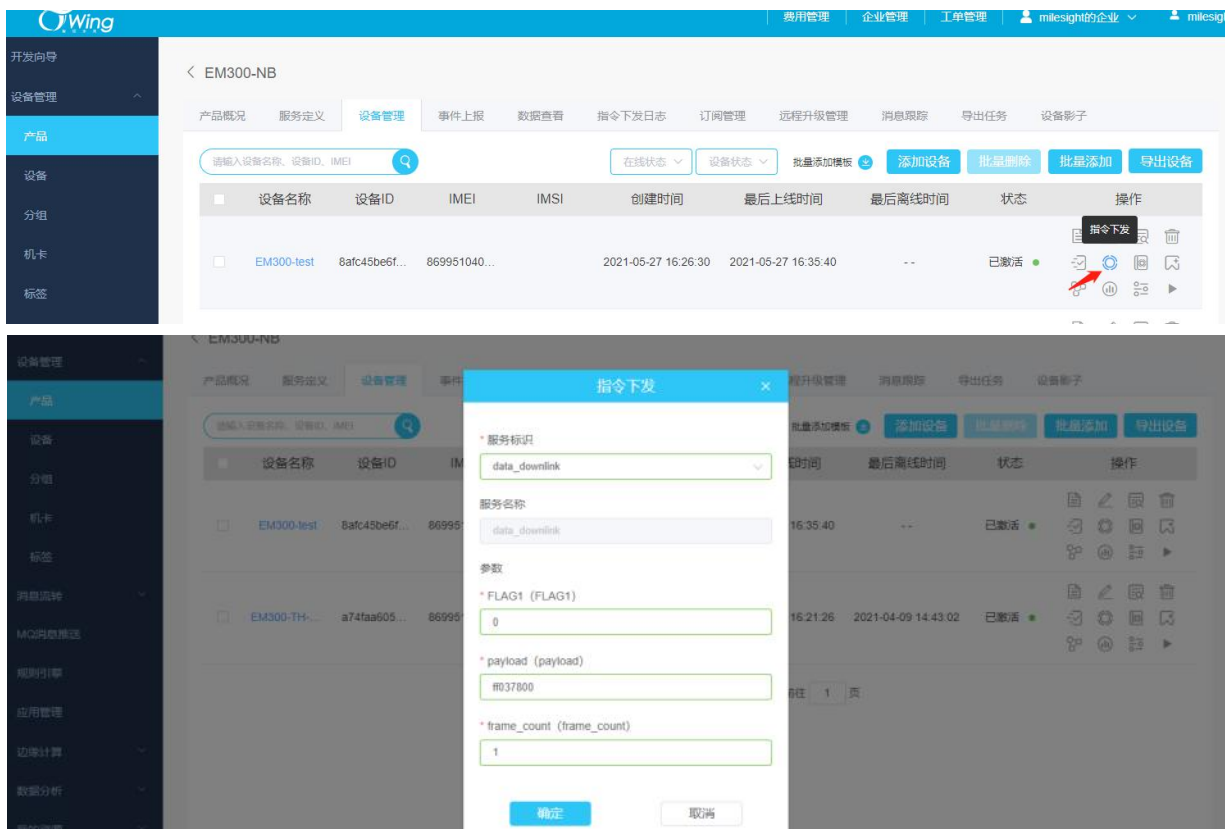 Wing
费用管理 企业管理 工单管理 milesight的企业 milesig
开发向导
EM300-NB
设备管理
产品概况 服务定义 设备管理 事件上报 数据查看 指令下发日志 订阅管理 远程升级管理 消息跟踪 导出任务 设备影子
产品
请输入设备名称、设备ID、IMEI 在线状态 设备状态 批量添加模板 添加设备 批量删除 批量添加 导出设备
设备
设备名称 设备ID IMEI IMSI 创建时间 最后上线时间 最后离线时间 状态 操作
分组
指令下发
机卡
EM300-test 8afc45be6f... 869951040... 2021-05-27 16:26:30 2021-05-27 16:35:40 - - 已激活
标签
EM300-NB
设备管理
产品概况 服务定义 设备管理 事件 程升级管理 消息跟踪 导出任务 设备影子
指令下发
产品
请输入设备名称、设备ID、IMEI 批量添加模板 添加设备 批量删除 批量添加 导出设备
设备
* 服务标识
data_downlink
设备名称 设备ID IM 线时间 最后离线时间 状态 操作
分组
服务名称
机卡
EM300-test 8afc45be6f... 86995 16:35:40 - - 已激活
data_downlink
标签
参数
消息流转
* FLAG1 (FLAG1)
0
EM300-TH-... a74faa605... 86995 16:21:26 2021-04-09 14:43:02 已激活
MQ消息推送
* payload (payload)
规则引擎
ff037800
前往 1 页
应用管理
* frame_count (frame_count)
边缘计算
1
数据分析
确定 取消